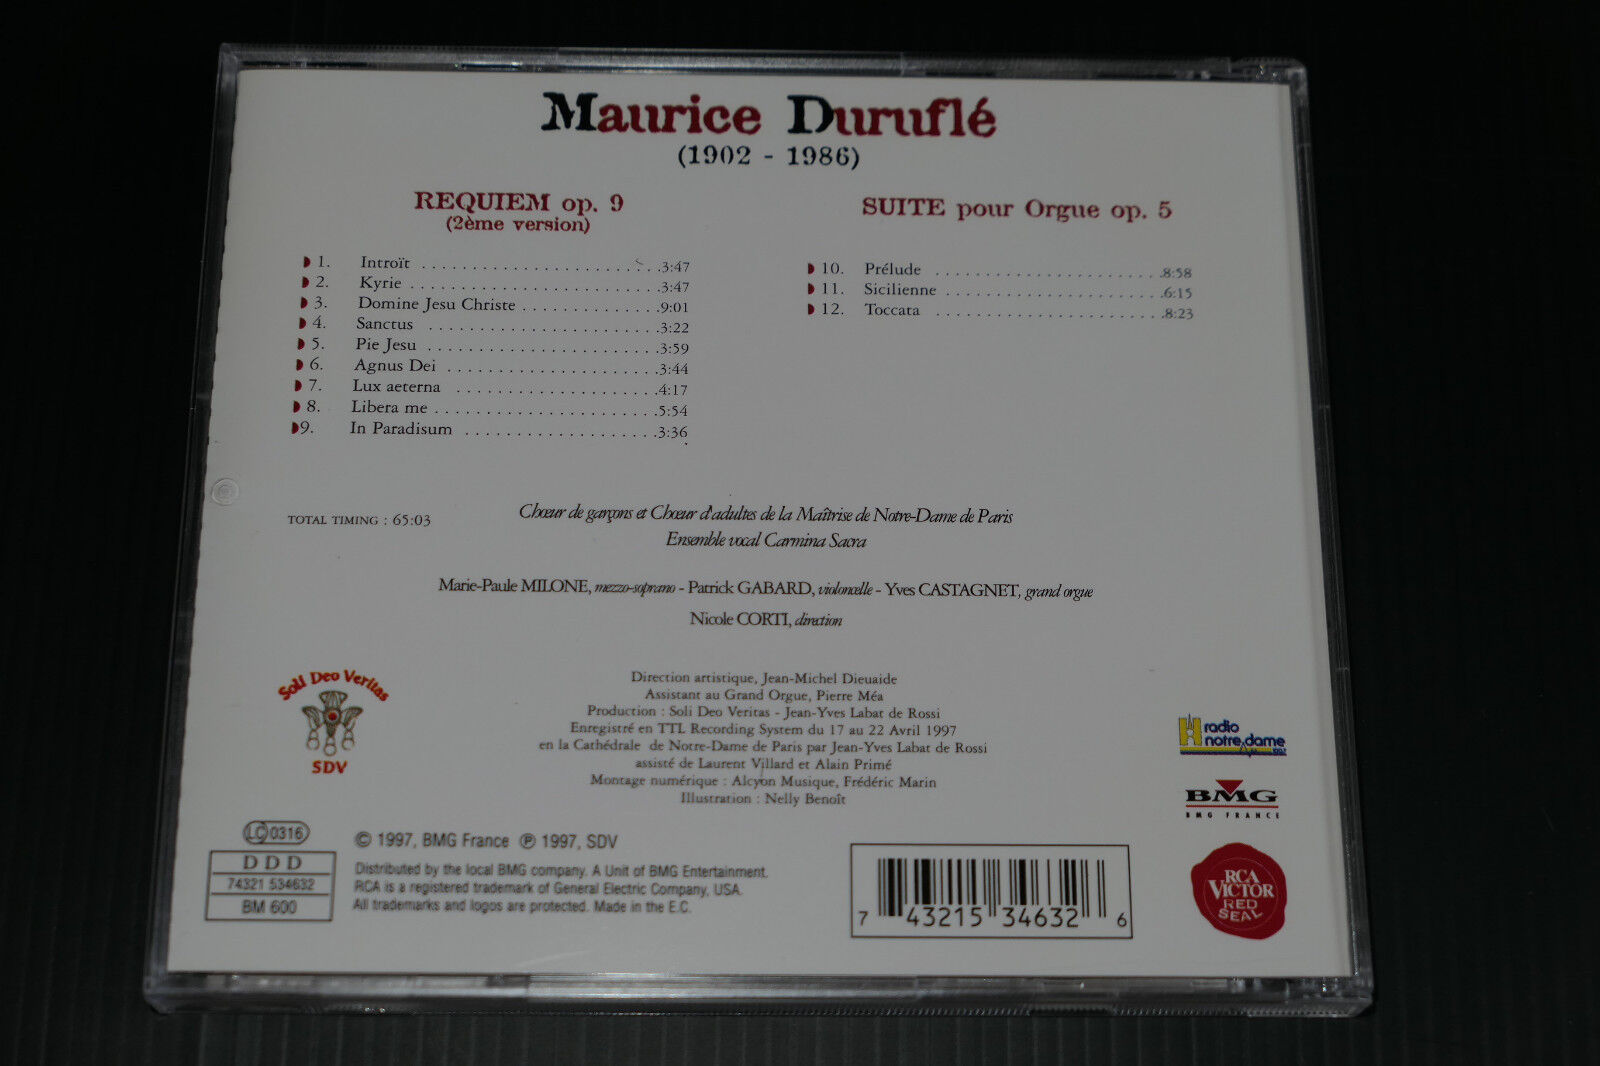 Maurice Duruflé
(1902 - 1986)
REQUIEM op. 9
(2ème version)
1. Introït . . . . . . . . . . . . . . . . . . . . . . . .3:47
2. Kyrie . . . . . . . . . . . . . . . . . . . . . . . . .3:47
3. Domine Jesu Christe . . . . . . . . . . . . . .9:01
4. Sanctus . . . . . . . . . . . . . . . . . . . . . . .3:22
5. Pie Jesu . . . . . . . . . . . . . . . . . . . . . . .3:59
6. Agnus Dei . . . . . . . . . . . . . . . . . . . . .3:44
7. Lux aeterna . . . . . . . . . . . . . . . . . . . .4:17
8. Libera me . . . . . . . . . . . . . . . . . . . . . .5:54
9. In Paradisum . . . . . . . . . . . . . . . . . . .3:36
SUITE pour Orgue op. 5
10. Prélude . . . . . . . . . . . . . . . . . . . . . . .8:58
11. Sicilienne . . . . . . . . . . . . . . . . . . . . . .6:15
12. Toccata . . . . . . . . . . . . . . . . . . . . . . .8:23
TOTAL TIMING : 65:03
Chœur de garçons et Chœur d'adultes de la Maîtrise de Notre-Dame de Paris
Ensemble vocal Carmina Sacra
Marie-Paule MILONE, mezzo-soprano - Patrick GABARD, violoncelle - Yves CASTAGNET, grand orgue
Nicole CORTI, direction
Soli Deo Veritas
SDV
Direction artistique, Jean-Michel Dieuaide
Assistant au Grand Orgue, Pierre Méa
Production : Soli Deo Veritas - Jean-Yves Labat de Rossi
Enregistré en TTL Recording System du 17 au 22 Avril 1997
en la Cathédrale de Notre-Dame de Paris par Jean-Yves Labat de Rossi
assisté de Laurent Villard et Alain Primé
Montage numérique : Alcyon Musique, Frédéric Marin
Illustration : Nelly Benoît
radio
notre dame
BMG
BMG FRANCE
RCA
VICTOR
RED
SEAL
LC 0316
DDD
74321 534632
BM 600
© 1997, BMG France ℗ 1997, SDV
Distributed by the local BMG company. A Unit of BMG Entertainment.
RCA is a registered trademark of General Electric Company, USA.
All trademarks and logos are protected. Made in the E.C.
7 43215 34632 6